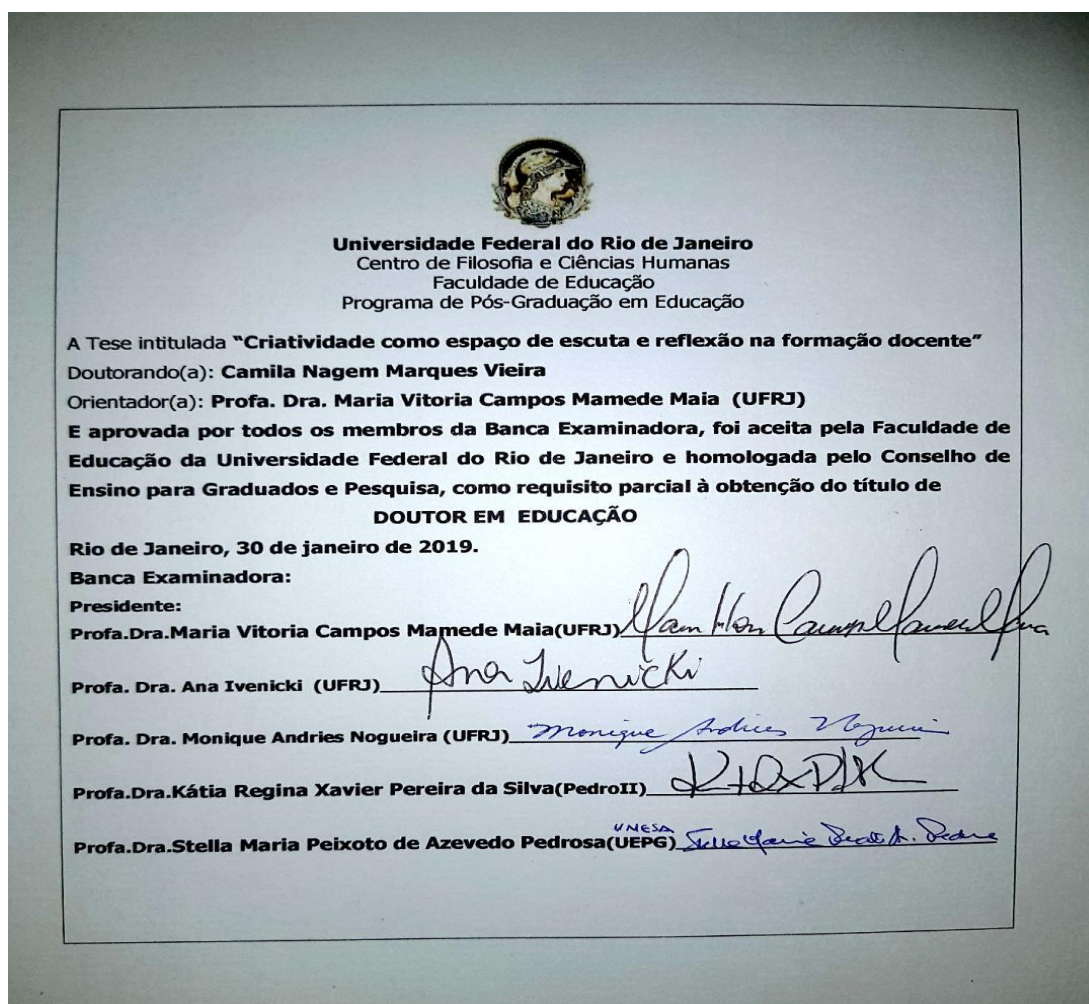 Universidade Federal do Rio de Janeiro
Centro de Filosofia e Ciências Humanas
Faculdade de Educação
Programa de Pós-Graduação em Educação
A Tese intitulada "Criatividade como espaço de escuta e reflexão na formação docente"
Doutorando(a): Camila Nagem Marques Vieira
Orientador(a): Profa. Dra. Maria Vitoria Campos Mamede Maia (UFRJ)
E aprovada por todos os membros da Banca Examinadora, foi aceita pela Faculdade de
Educação da Universidade Federal do Rio de Janeiro e homologada pelo Conselho de
Ensino para Graduados e Pesquisa, como requisito parcial à obtenção do título de
DOUTOR EM EDUCAÇÃO
Rio de Janeiro, 30 de janeiro de 2019.
Banca Examinadora:
Presidente:
Profa.Dra.Maria Vitoria Campos Mamede Maia(UFRJ)
Profa. Dra. Ana Ivenicki (UFRJ) Ana Ivenicki
Profa. Dra. Monique Andries Nogueira (UFRJ) Monique Andries Nogueira
Profa.Dra.Kátia Regina Xavier Pereira da Silva(PedroII)
UNESA
Profa.Dra.Stella Maria Peixoto de Azevedo Pedrosa(UEPG)